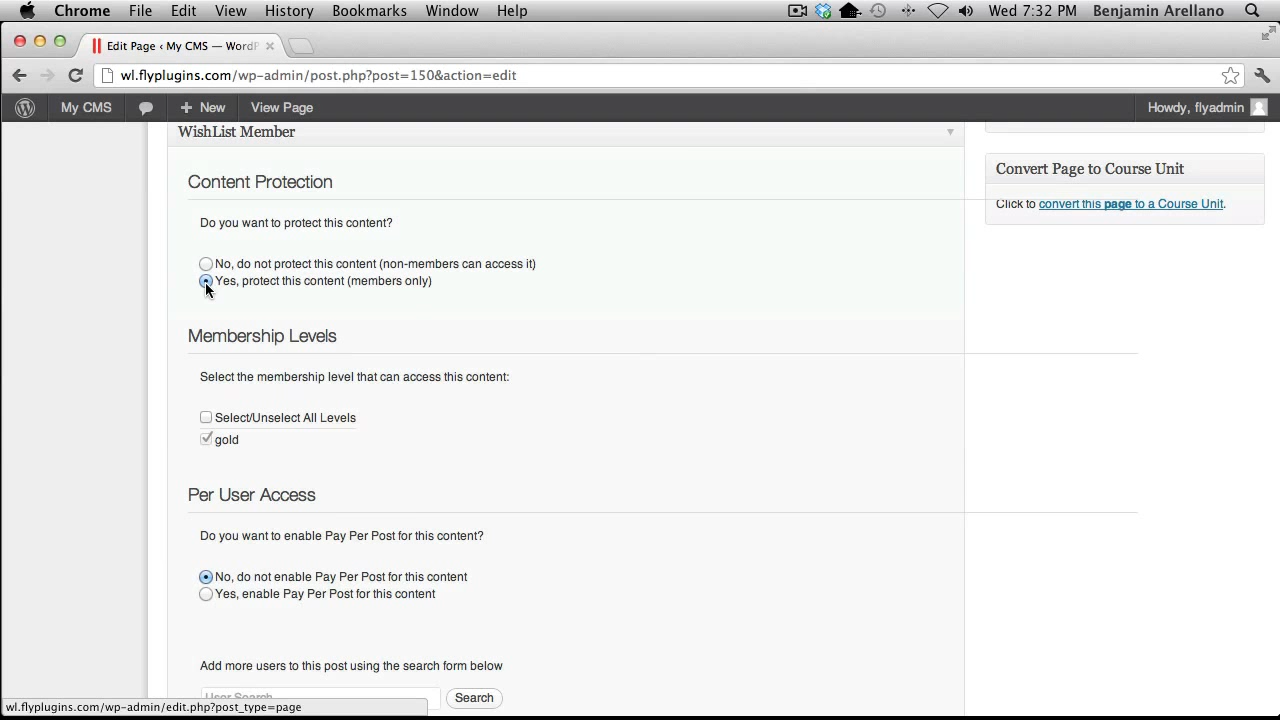 Chrome File Edit View History Bookmarks Window Help Wed 7:32 PM Benjamin Arellano
Edit Page ‹ My CMS — WordP
wl.flyplugins.com/wp-admin/post.php?post=150&action=edit
My CMS + New View Page Howdy, flyadmin
WishList Member
Content Protection
Do you want to protect this content?
No, do not protect this content (non-members can access it)
Yes, protect this content (members only)
Membership Levels
Select the membership level that can access this content:
Select/Unselect All Levels
gold
Per User Access
Do you want to enable Pay Per Post for this content?
No, do not enable Pay Per Post for this content
Yes, enable Pay Per Post for this content
Add more users to this post using the search form below
User Search Search
Convert Page to Course Unit
Click to convert this page to a Course Unit.
wl.flyplugins.com/wp-admin/edit.php?post_type=page